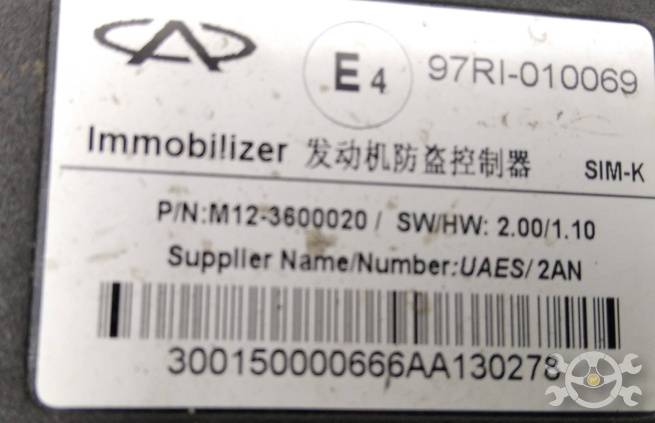 E4 97RI-010069
Immobilizer 发动机防盗控制器 SIM-K
P/N:M12-3600020 / SW/HW: 2.00/1.10
Supplier Name/Number:UAES/ 2AN
300150000666AA130278